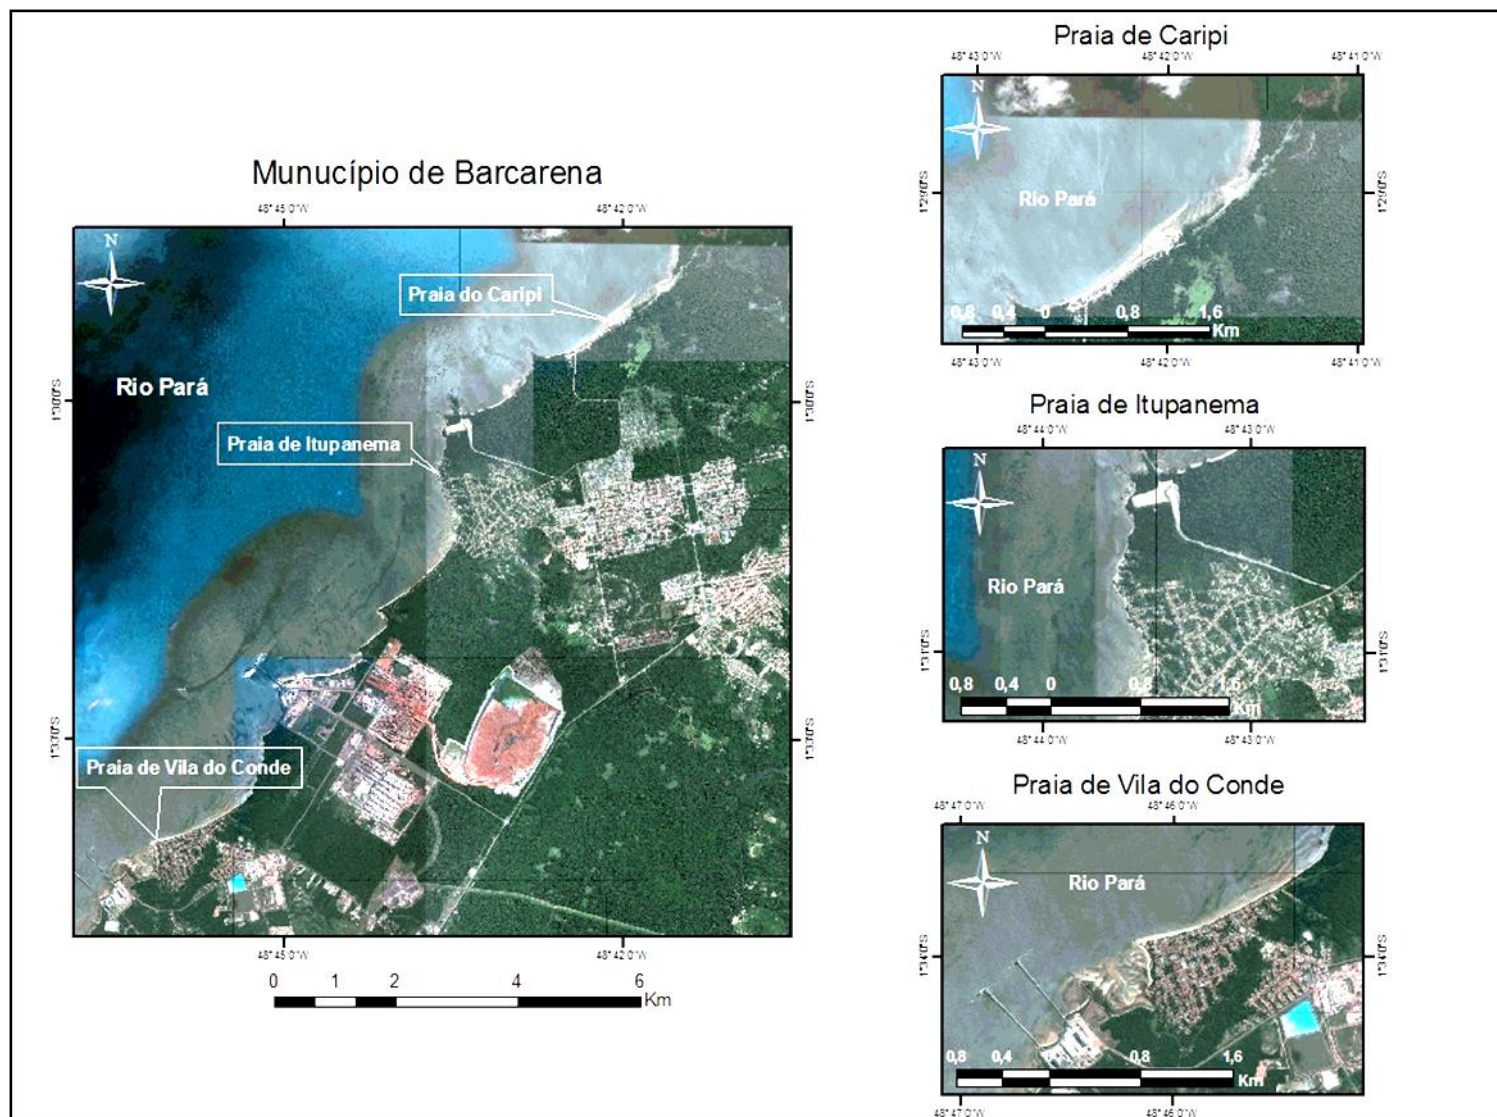 Munucípio de Barcarena
48°45'0"W 48°42'0"W
N
Praia do Caripi
Rio Pará
1°30'0"S 1°30'0"S
Praia de Itupanema
1°33'0"S 1°33'0"S
Praia de Vila do Conde
48°45'0"W 48°42'0"W
0 1 2 4 6
Km
Praia de Caripi
48°43'0"W 48°42'0"W 48°41'0"W
N
1°29'0"S 1°29'0"S
Rio Pará
0,8 0,4 0 0,8 1,6
Km
48°43'0"W 48°42'0"W 48°41'0"W
Praia de Itupanema
48°44'0"W 48°43'0"W
N
Rio Pará
1°31'0"S 1°31'0"S
0,8 0,4 0 0,8 1,6
Km
48°44'0"W 48°43'0"W
Praia de Vila do Conde
48°47'0"W 48°46'0"W
N
Rio Pará
1°34'0"S 1°34'0"S
0,8 0,4 0 0,8 1,6
Km
48°47'0"W 48°46'0"W